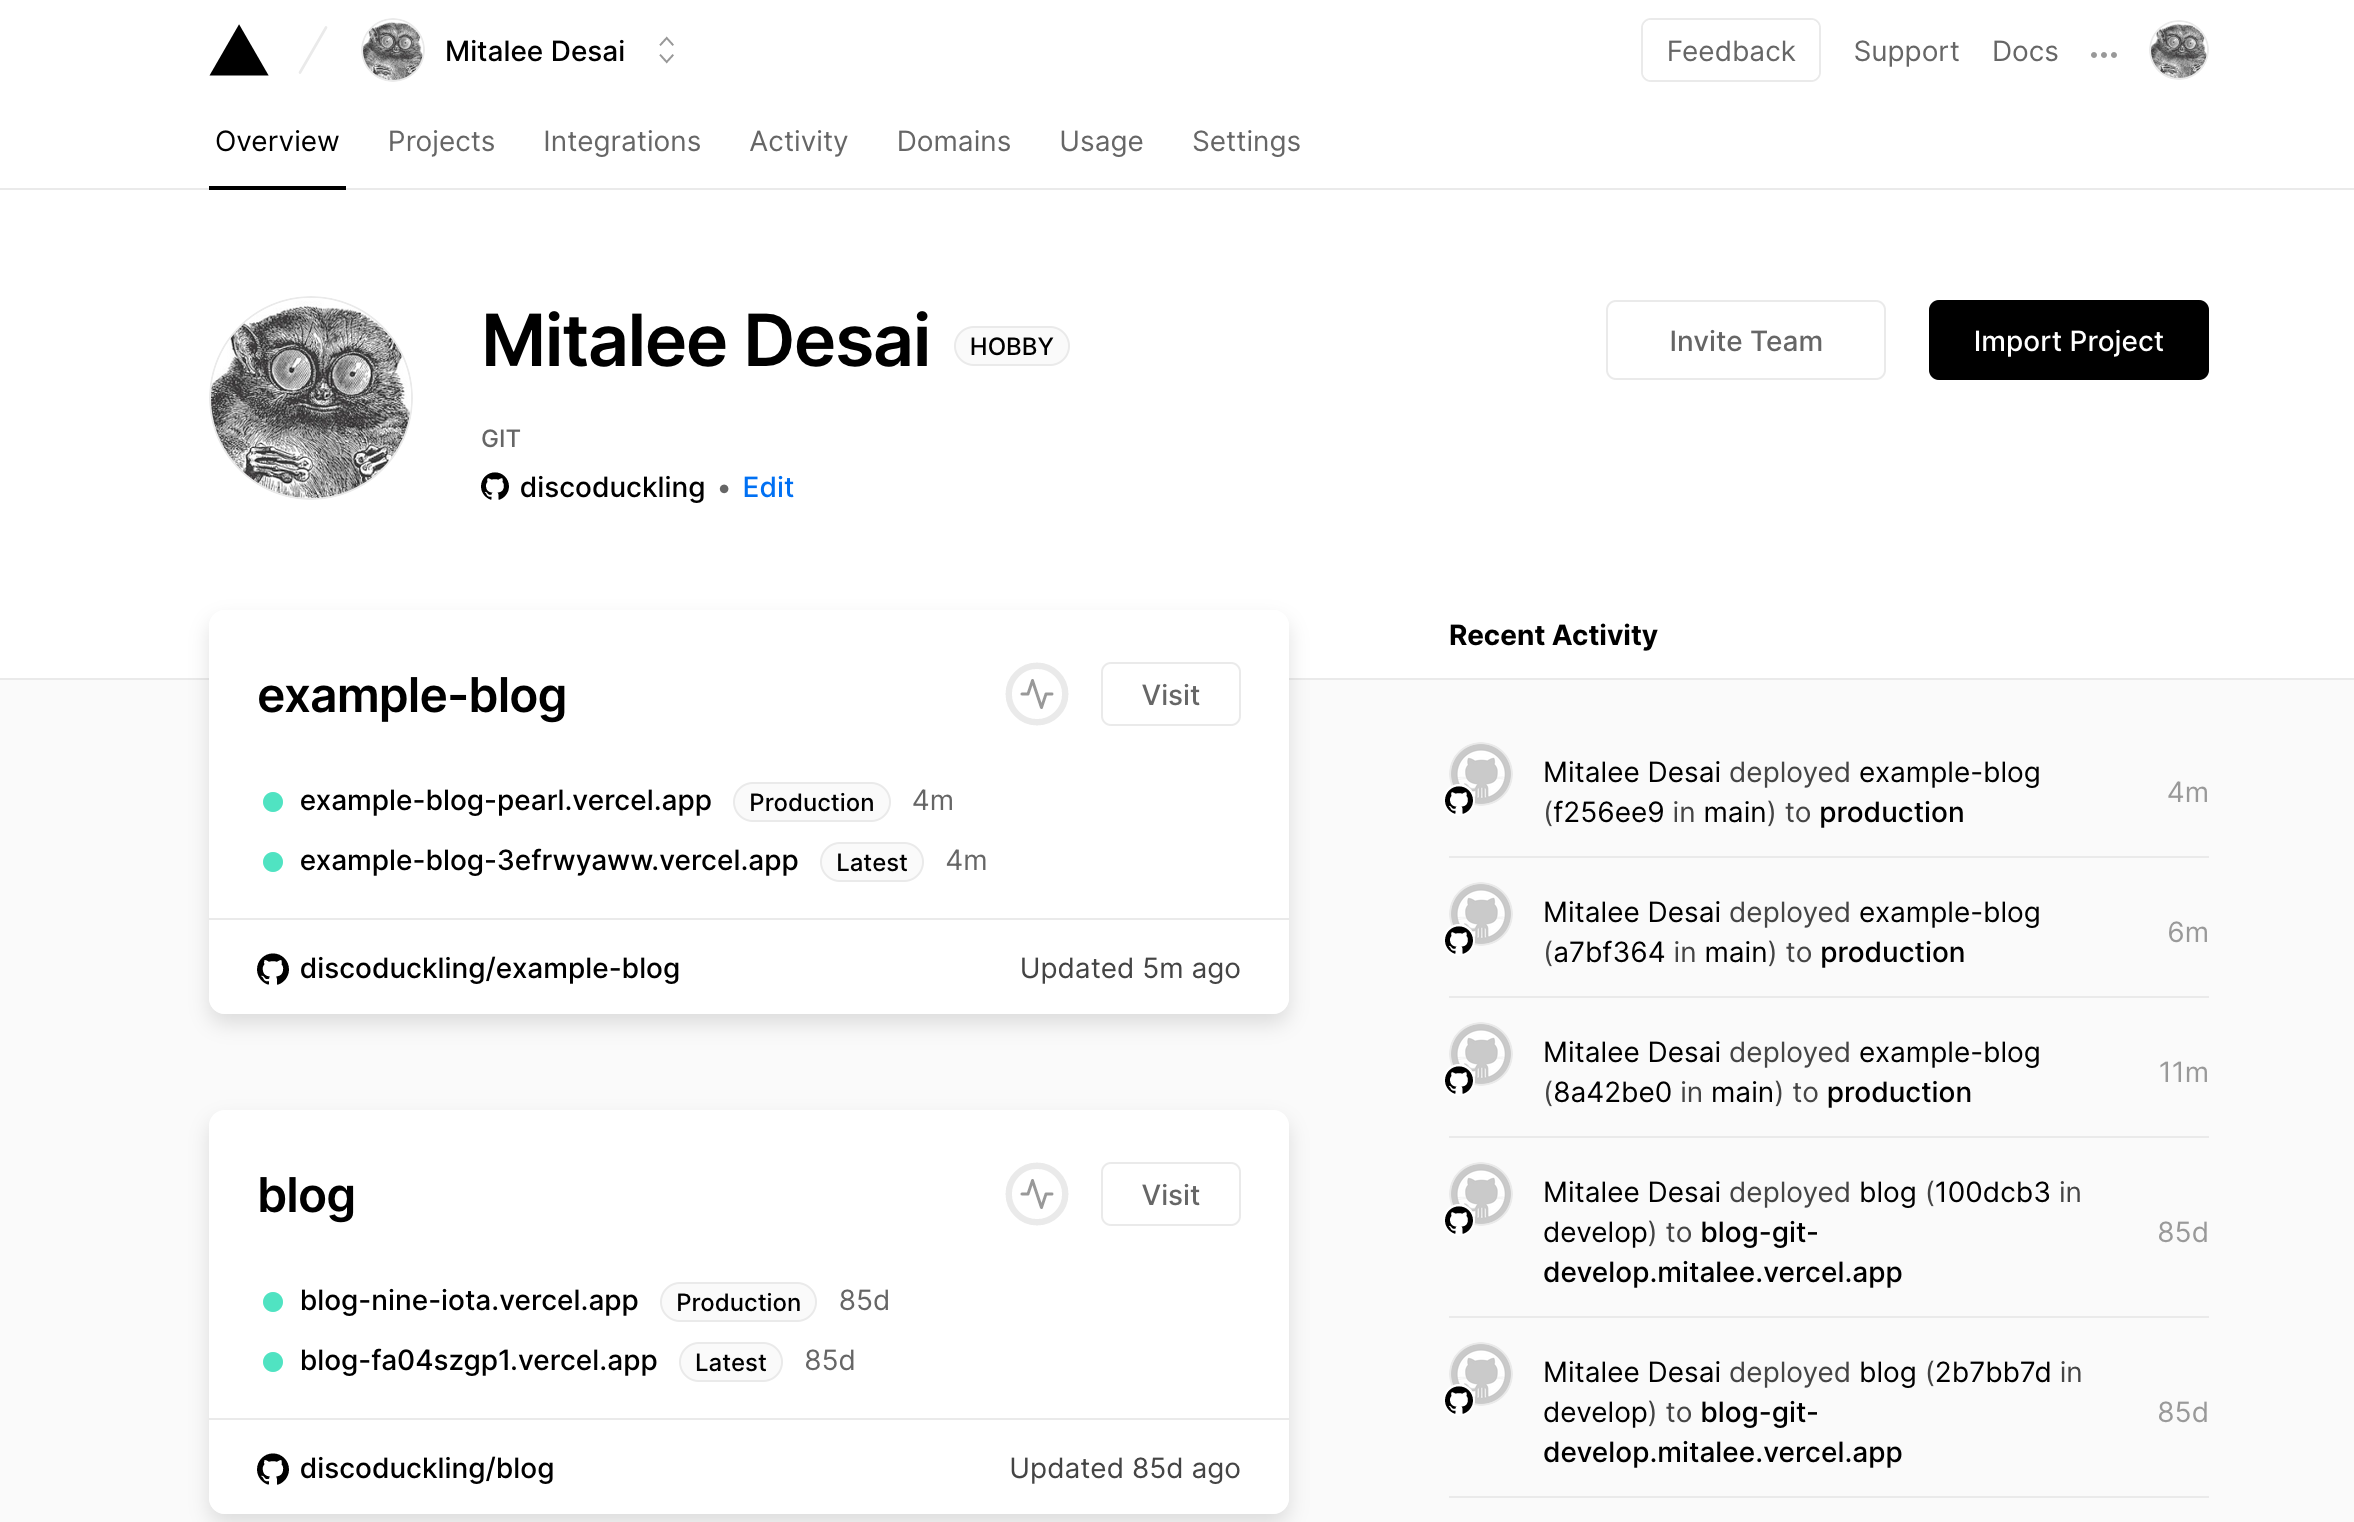 Mitalee Desai
Feedback Support Docs
Overview Projects Integrations Activity Domains Usage Settings
Mitalee Desai HOBBY
Invite Team Import Project
GIT
discoduckling • Edit
example-blog Visit
example-blog-pearl.vercel.app Production 4m
example-blog-3efrwyaww.vercel.app Latest 4m
discoduckling/example-blog Updated 5m ago
blog Visit
blog-nine-iota.vercel.app Production 85d
blog-fa04szgp1.vercel.app Latest 85d
discoduckling/blog Updated 85d ago
Recent Activity
Mitalee Desai deployed example-blog
(f256ee9 in main) to production
4m
Mitalee Desai deployed example-blog
(a7bf364 in main) to production
6m
Mitalee Desai deployed example-blog
(8a42be0 in main) to production
11m
Mitalee Desai deployed blog (100dcb3 in
develop) to blog-git-
develop.mitalee.vercel.app
85d
Mitalee Desai deployed blog (2b7bb7d in
develop) to blog-git-
develop.mitalee.vercel.app
85d